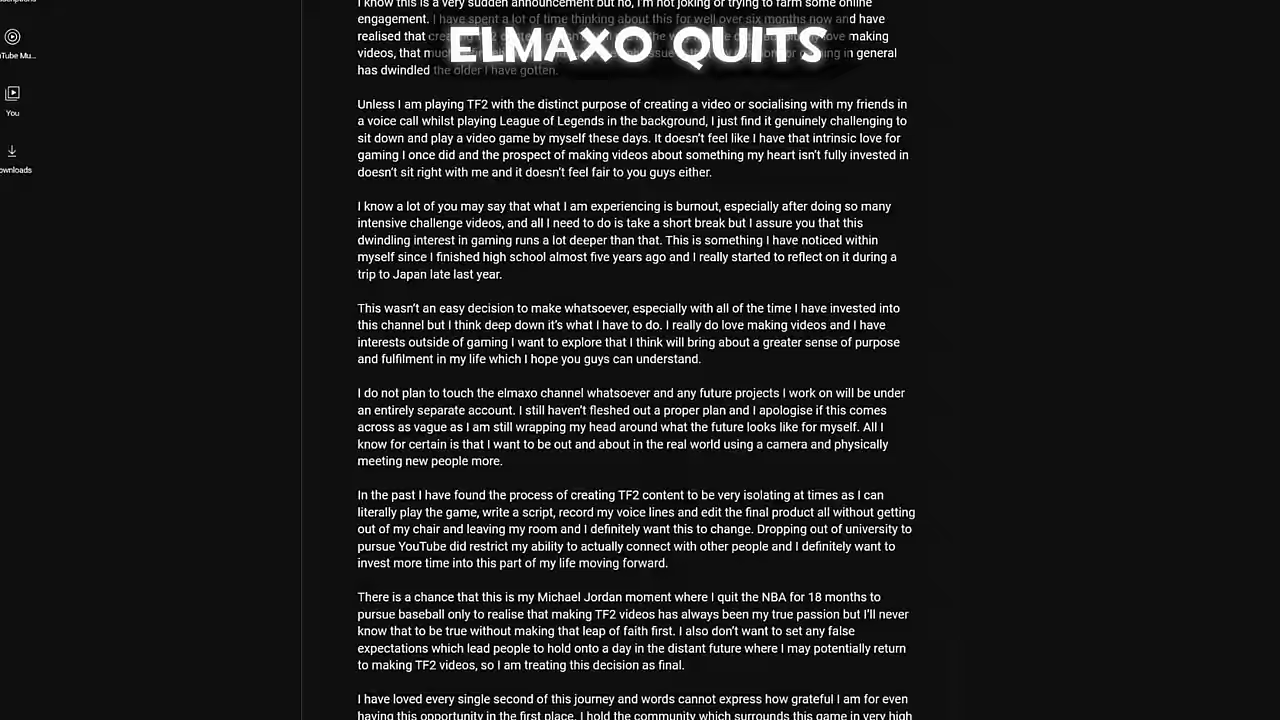 I know this is a very sudden announcement but no, I'm not joking or trying to farm some online
engagement. I have spent a lot of time thinking about this for well over six months now and have
realised that making
videos, that in general
has dwindled the older I have gotten.
ELMAXO QUITS
uTube Mu...
You
ownloads
Unless I am playing TF2 with the distinct purpose of creating a video or socialising with my friends in
a voice call whilst playing League of Legends in the background, I just find it genuinely challenging to
sit down and play a video game by myself these days. It doesn't feel like I have that intrinsic love for
gaming I once did and the prospect of making videos about something my heart isn't fully invested in
doesn't sit right with me and it doesn't feel fair to you guys either.
I know a lot of you may say that what I am experiencing is burnout, especially after doing so many
intensive challenge videos, and all I need to do is take a short break but I assure you that this
dwindling interest in gaming runs a lot deeper than that. This is something I have noticed within
myself since I finished high school almost five years ago and I really started to reflect on it during a
trip to Japan late last year.
This wasn't an easy decision to make whatsoever, especially with all of the time I have invested into
this channel but I think deep down it's what I have to do. I really do love making videos and I have
interests outside of gaming I want to explore that I think will bring about a greater sense of purpose
and fulfilment in my life which I hope you guys can understand.
I do not plan to touch the elmaxo channel whatsoever and any future projects I work on will be under
an entirely separate account. I still haven't fleshed out a proper plan and I apologise if this comes
across as vague as I am still wrapping my head around what the future looks like for myself. All I
know for certain is that I want to be out and about in the real world using a camera and physically
meeting new people more.
In the past I have found the process of creating TF2 content to be very isolating at times as I can
literally play the game, write a script, record my voice lines and edit the final product all without getting
out of my chair and leaving my room and I definitely want this to change. Dropping out of university to
pursue YouTube did restrict my ability to actually connect with other people and I definitely want to
invest more time into this part of my life moving forward.
There is a chance that this is my Michael Jordan moment where I quit the NBA for 18 months to
pursue baseball only to realise that making TF2 videos has always been my true passion but I'll never
know that to be true without making that leap of faith first. I also don't want to set any false
expectations which lead people to hold onto a day in the distant future where I may potentially return
to making TF2 videos, so I am treating this decision as final.
I have loved every single second of this journey and words cannot express how grateful I am for even
having this opportunity in the first place. I hold the community which surrounds this game in very high